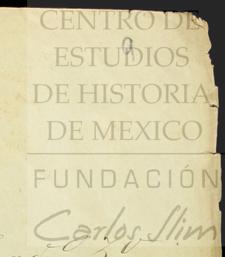 CENTRO DE
ESTUDIOS
DE HISTORIA
DE MEXICO
FUNDACIÓN
Carlos Slim